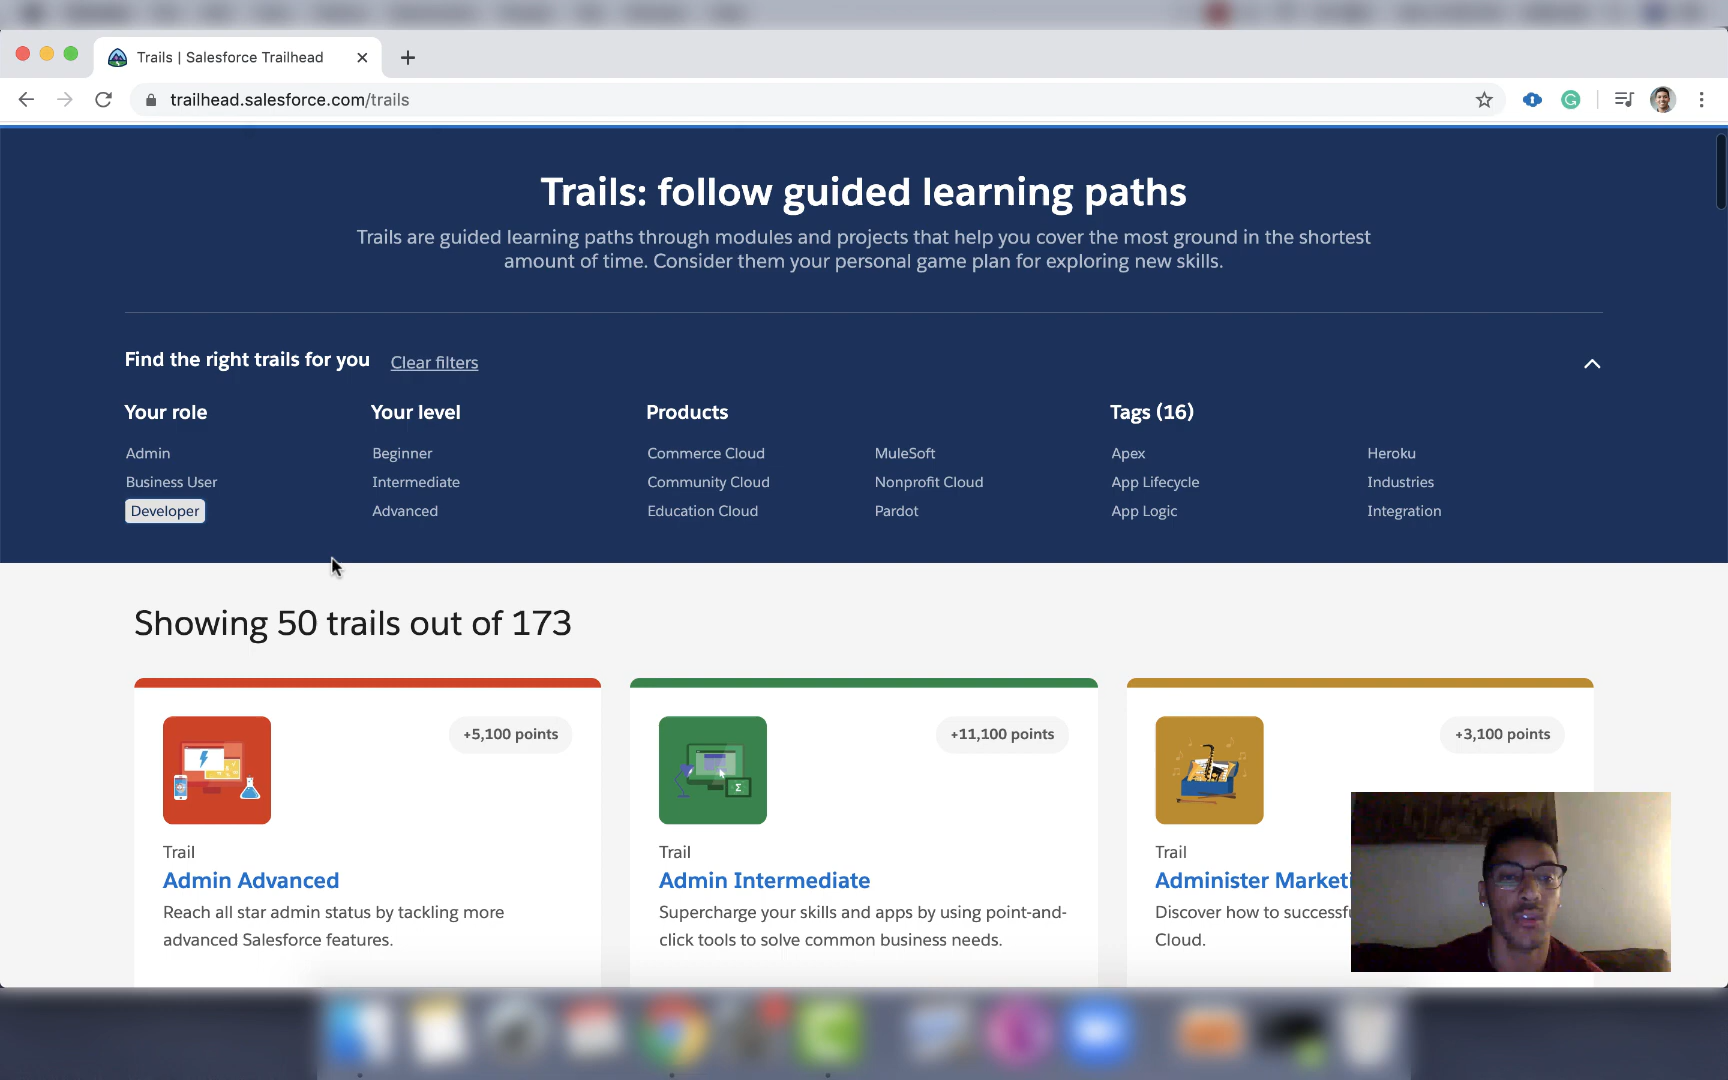 Trails | Salesforce Trailhead
trailhead.salesforce.com/trails
Trails: follow guided learning paths
Trails are guided learning paths through modules and projects that help you cover the most ground in the shortest
amount of time. Consider them your personal game plan for exploring new skills.
Find the right trails for you Clear filters
Your role Your level Products Tags (16)
Admin Beginner Commerce Cloud MuleSoft Apex Heroku
Business User Intermediate Community Cloud Nonprofit Cloud App Lifecycle Industries
Developer Advanced Education Cloud Pardot App Logic Integration
Showing 50 trails out of 173
+5,100 points
Trail
Admin Advanced
Reach all star admin status by tackling more
advanced Salesforce features.
+11,100 points
Trail
Admin Intermediate
Supercharge your skills and apps by using point-and-
click tools to solve common business needs.
+3,100 points
Trail
Administer Marketi
Discover how to successfu
Cloud.